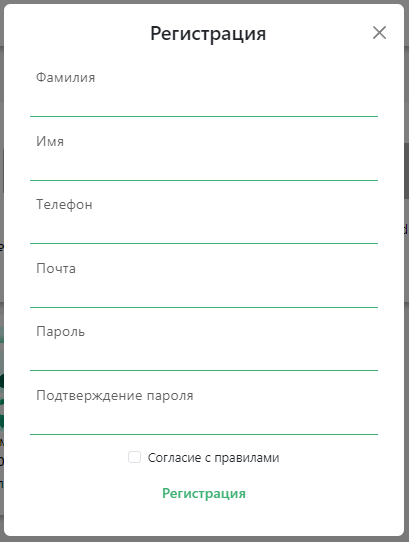 Регистрация
Фамилия
Имя
Телефон
Почта
Пароль
Подтверждение пароля
Согласие с правилами
Регистрация